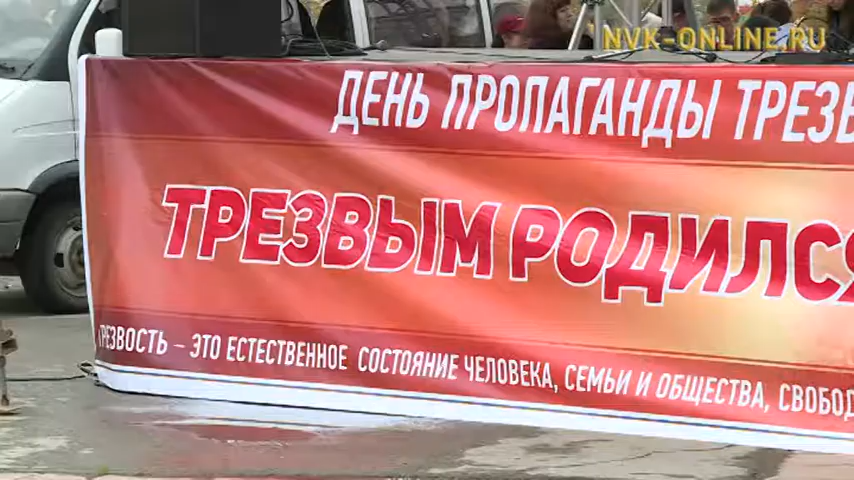 NVK-ONLINE.RU
ДЕНЬ ПРОПАГАНДЫ ТРЕЗВ
ТРЕЗВЫМ РОДИЛСЯ
ТРЕЗВОСТЬ – ЭТО ЕСТЕСТВЕННОЕ СОСТОЯНИЕ ЧЕЛОВЕКА, СЕМЬИ И ОБЩЕСТВА, СВОБОД